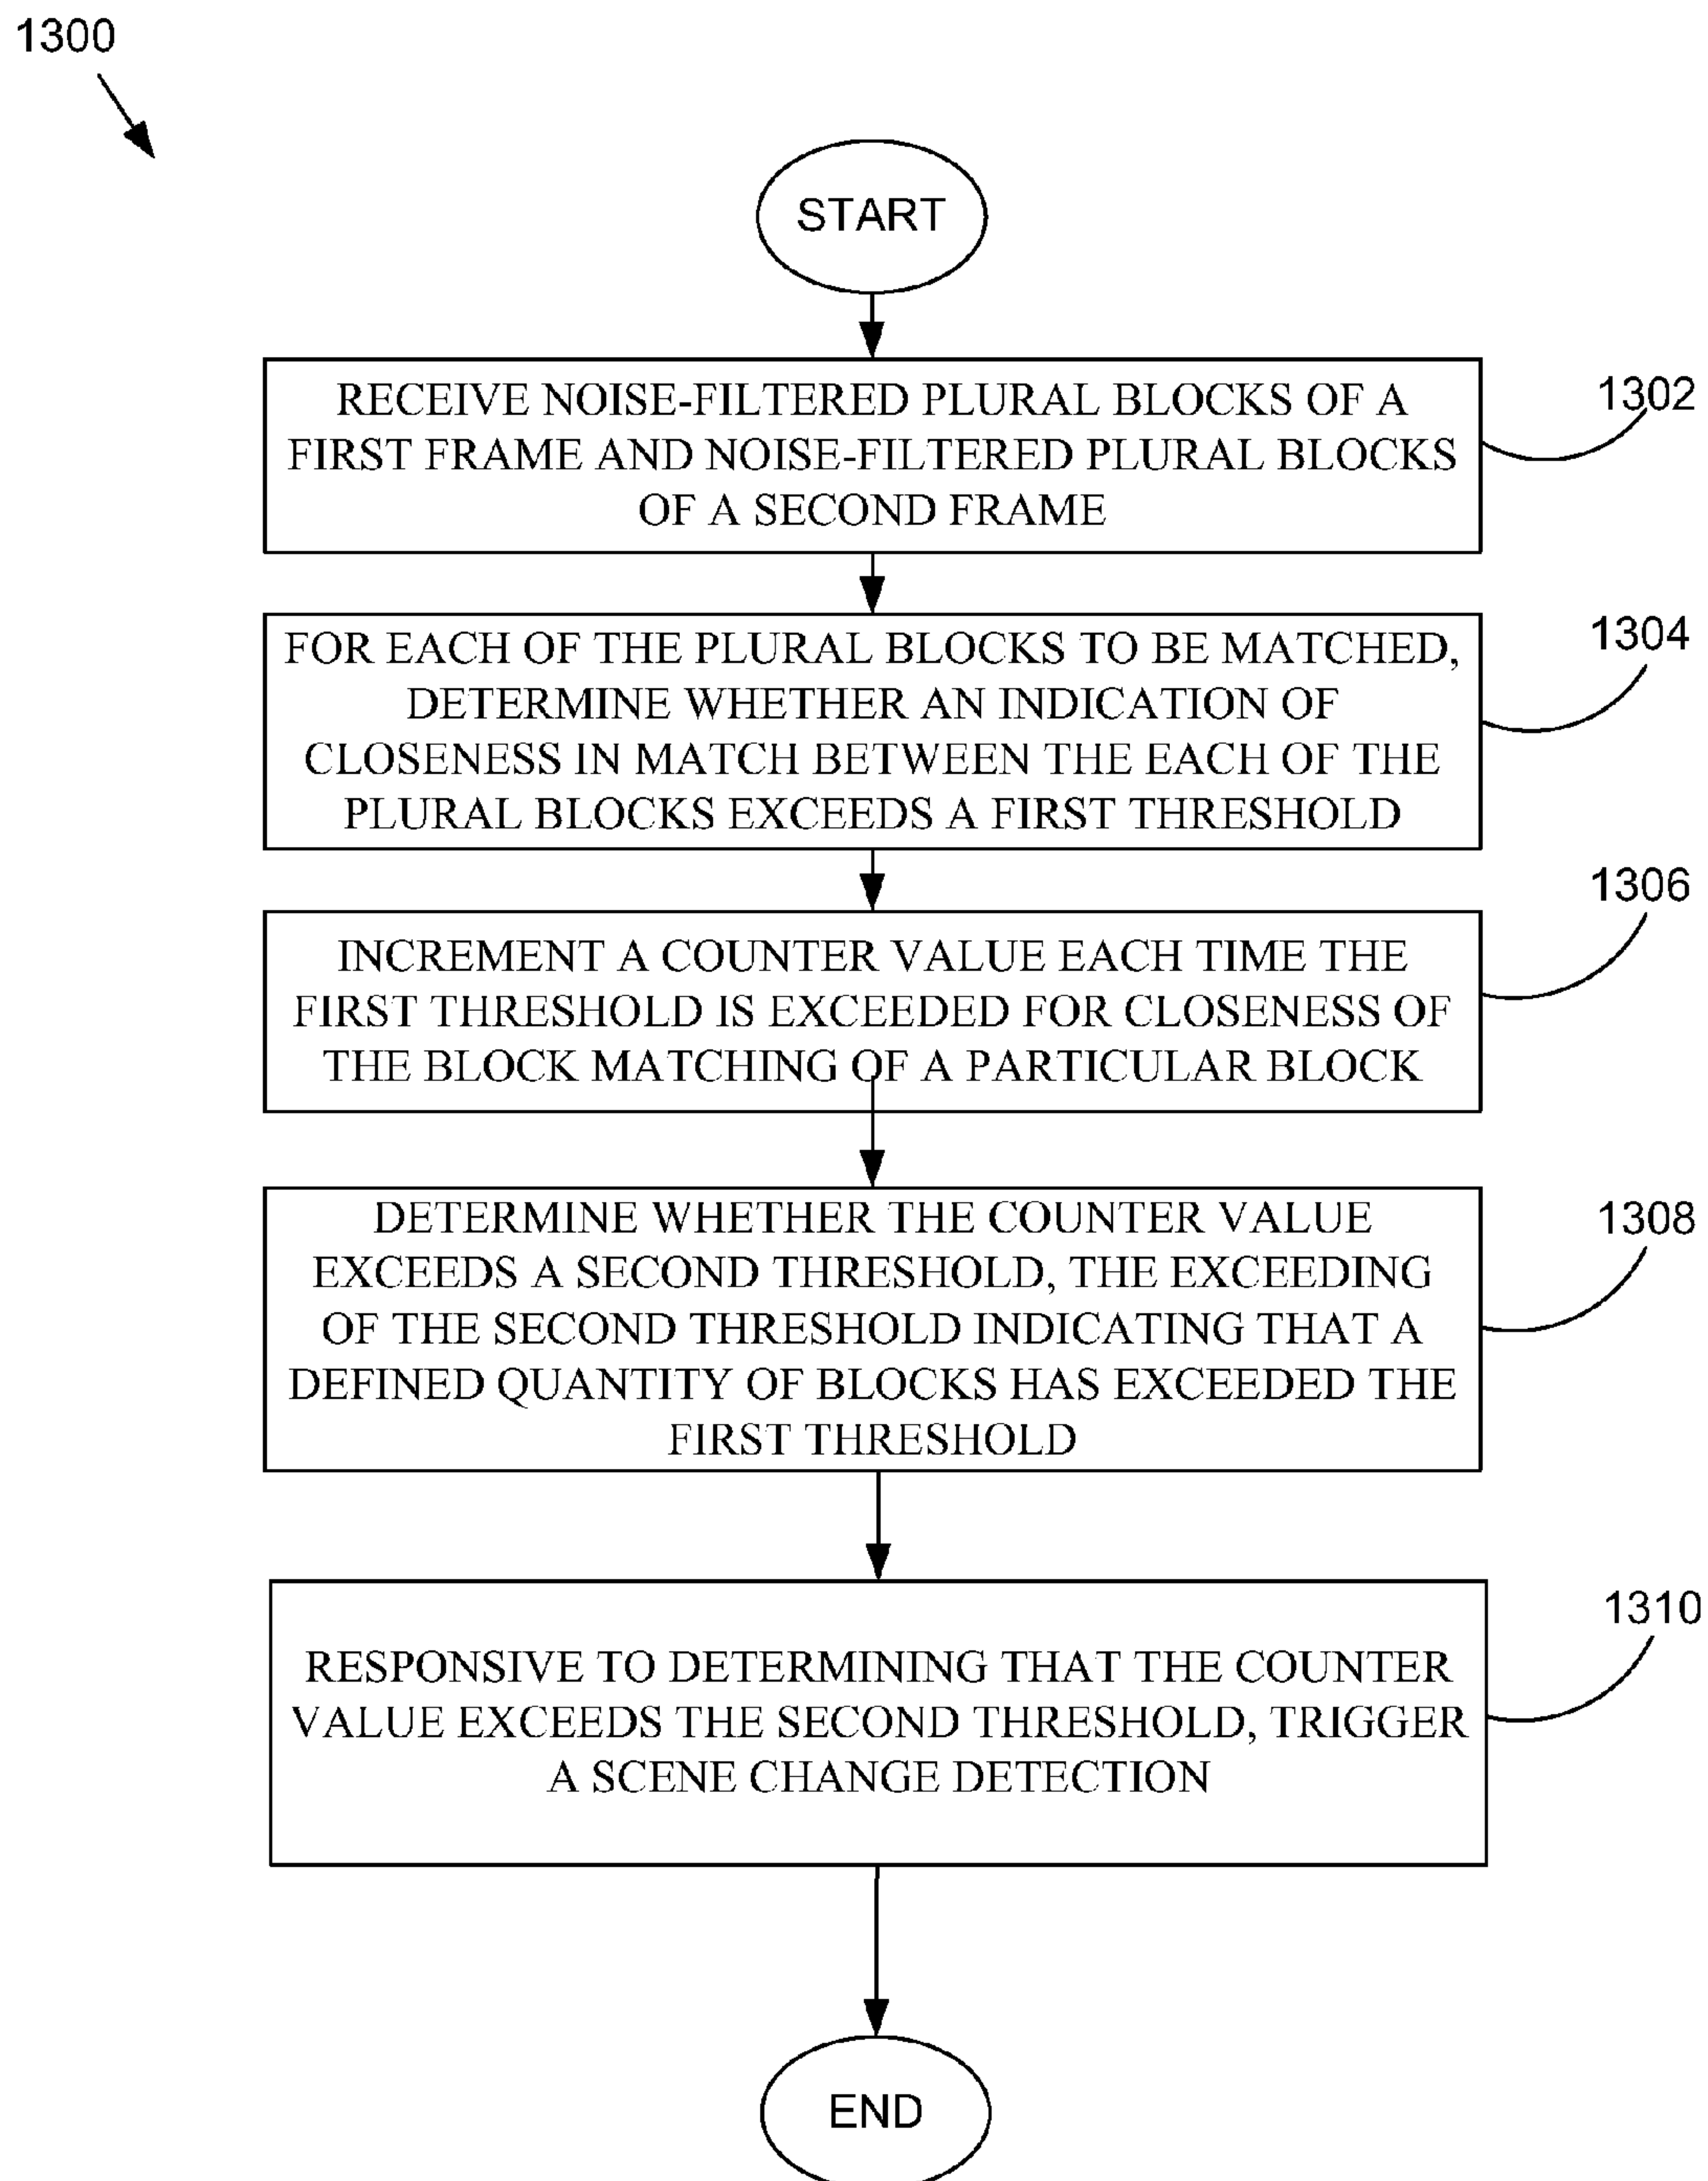 1300
START
RECEIVE NOISE-FILTERED PLURAL BLOCKS OF A
FIRST FRAME AND NOISE-FILTERED PLURAL BLOCKS
OF A SECOND FRAME
1302
FOR EACH OF THE PLURAL BLOCKS TO BE MATCHED,
DETERMINE WHETHER AN INDICATION OF
CLOSENESS IN MATCH BETWEEN THE EACH OF THE
PLURAL BLOCKS EXCEEDS A FIRST THRESHOLD
1304
INCREMENT A COUNTER VALUE EACH TIME THE
FIRST THRESHOLD IS EXCEEDED FOR CLOSENESS OF
THE BLOCK MATCHING OF A PARTICULAR BLOCK
1306
DETERMINE WHETHER THE COUNTER VALUE
EXCEEDS A SECOND THRESHOLD, THE EXCEEDING
OF THE SECOND THRESHOLD INDICATING THAT A
DEFINED QUANTITY OF BLOCKS HAS EXCEEDED THE
FIRST THRESHOLD
1308
RESPONSIVE TO DETERMINING THAT THE COUNTER
VALUE EXCEEDS THE SECOND THRESHOLD, TRIGGER
A SCENE CHANGE DETECTION
1310
END